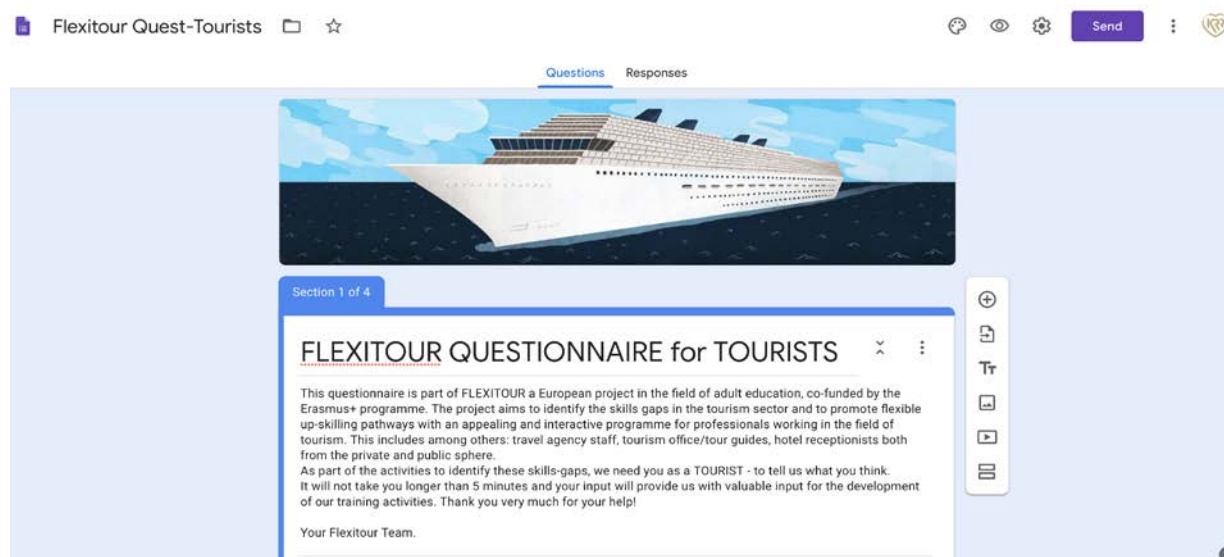 Flexitour Quest-Tourists
Send
Questions Responses
Section 1 of 4
FLEXITOUR QUESTIONNAIRE for TOURISTS
This questionnaire is part of FLEXITOUR a European project in the field of adult education, co-funded by the
Erasmus+ programme. The project aims to identify the skills gaps in the tourism sector and to promote flexible
up-skilling pathways with an appealing and interactive programme for professionals working in the field of
tourism. This includes among others: travel agency staff, tourism office/tour guides, hotel receptionists both
from the private and public sphere.
As part of the activities to identify these skills-gaps, we need you as a TOURIST - to tell us what you think.
It will not take you longer than 5 minutes and your input will provide us with valuable input for the development
of our training activities. Thank you very much for your help!
Your Flexitour Team.
Tт